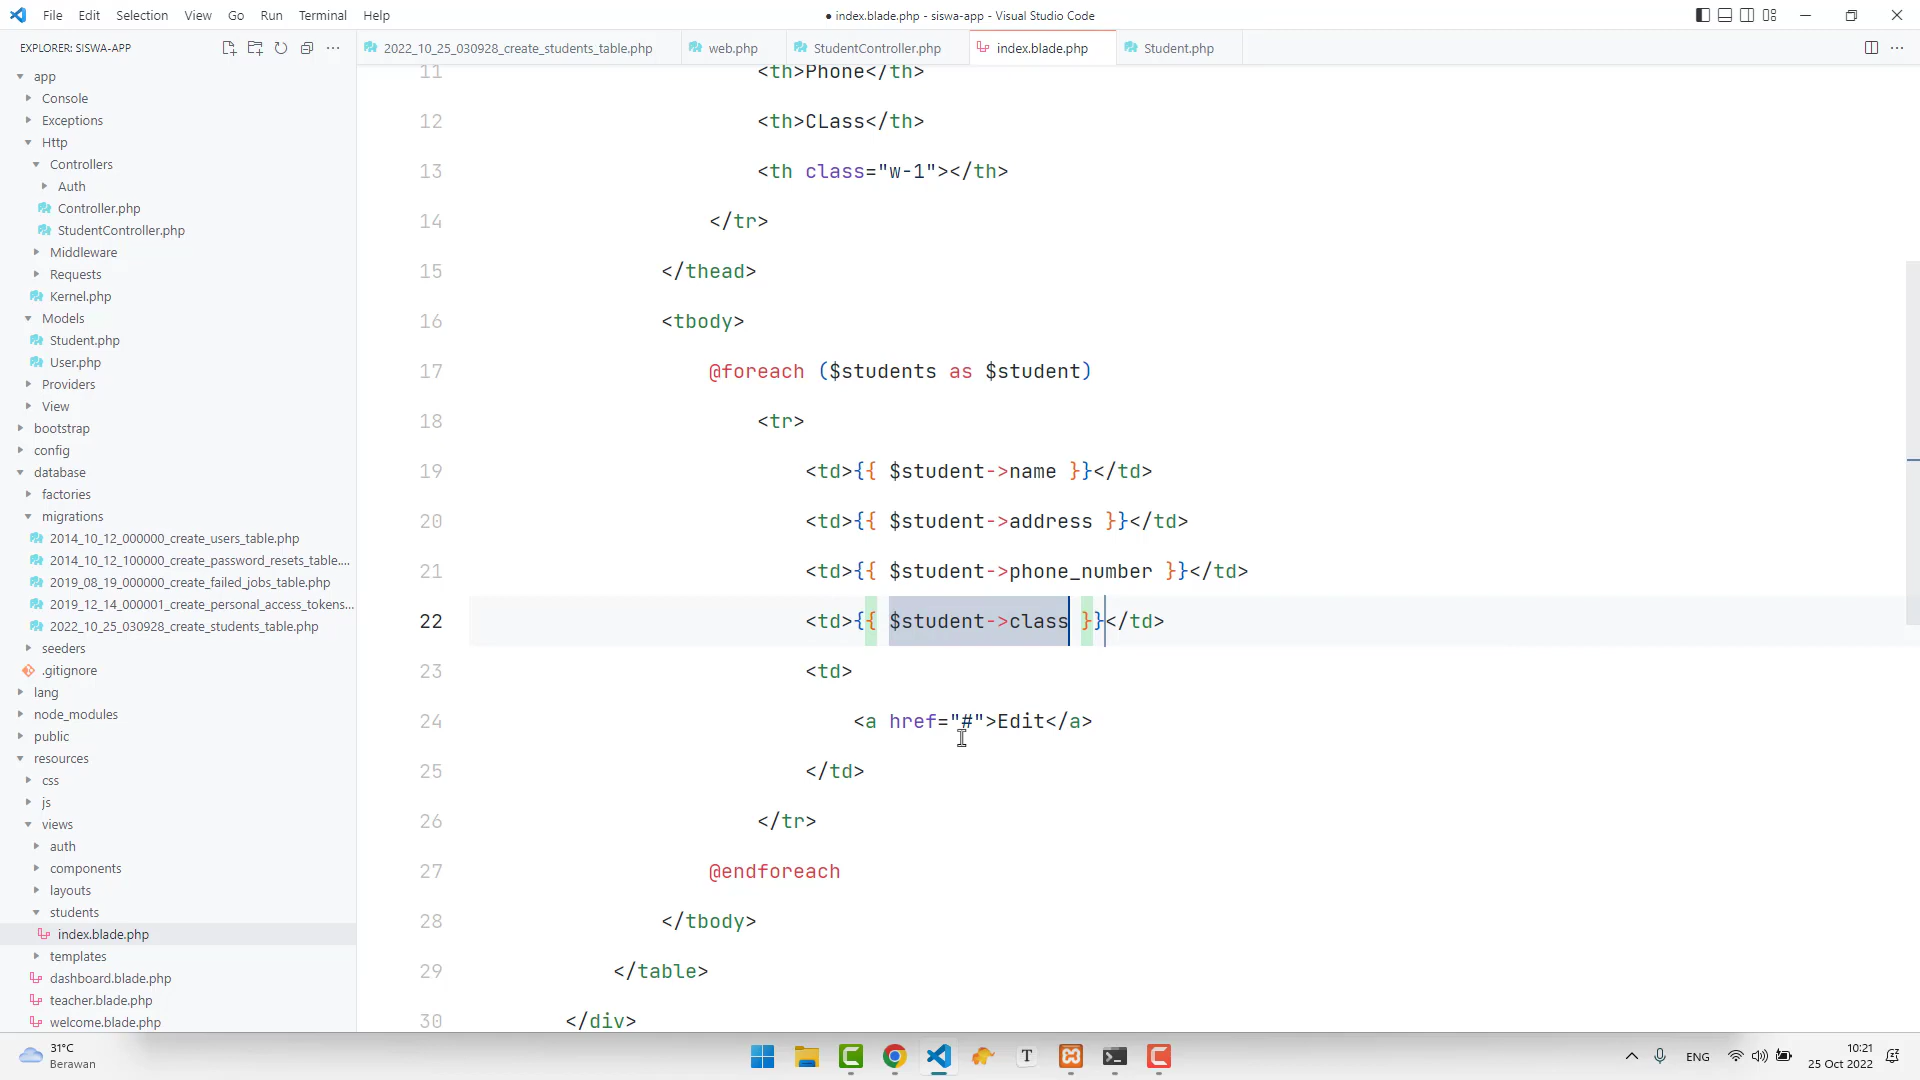 File Edit Selection View Go Run Terminal Help
● index.blade.php - siswa-app - Visual Studio Code
EXPLORER: SISWA-APP
2022_10_25_030928_create_students_table.php web.php StudentController.php index.blade.php Student.php
app
Console
Exceptions
Http
Controllers
Auth
Controller.php
StudentController.php
Middleware
Requests
Kernel.php
Models
Student.php
User.php
Providers
View
bootstrap
config
database
factories
migrations
2014_10_12_000000_create_users_table.php
2014_10_12_100000_create_password_resets_table....
2019_08_19_000000_create_failed_jobs_table.php
2019_12_14_000001_create_personal_access_tokens...
2022_10_25_030928_create_students_table.php
seeders
.gitignore
lang
node_modules
public
resources
css
js
views
auth
components
layouts
students
index.blade.php
templates
dashboard.blade.php
teacher.blade.php
welcome.blade.php
11 <th>Phone</th>
12 <th>CLass</th>
13 <th class="w-1"></th>
14 </tr>
15 </thead>
16 <tbody>
17 @foreach ($students as $student)
18 <tr>
19 <td>{{ $student->name }}</td>
20 <td>{{ $student->address }}</td>
21 <td>{{ $student->phone_number }}</td>
22 <td>{{ $student->class }}</td>
23 <td>
24 <a href="#">Edit</a>
25 </td>
26 </tr>
27 @endforeach
28 </tbody>
29 </table>
30 </div>
31°C
Berawan
T
ENG
10:21
25 Oct 2022